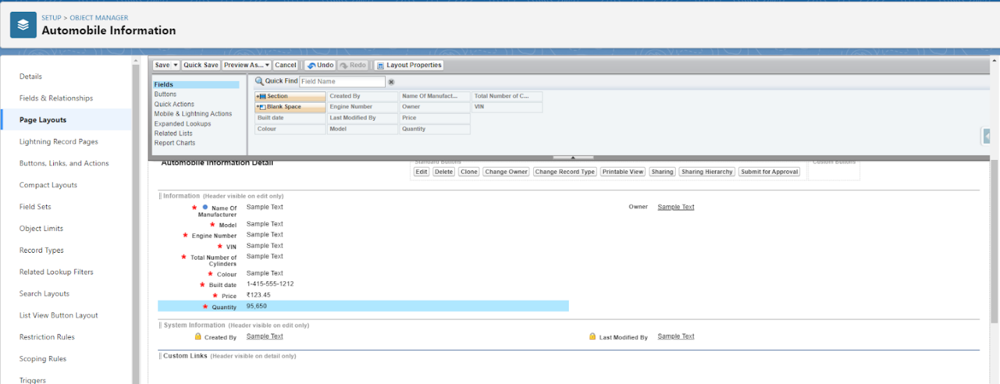 SETUP > OBJECT MANAGER
Automobile Information
Details
Fields & Relationships
Page Layouts
Lightning Record Pages
Buttons, Links, and Actions
Compact Layouts
Field Sets
Object Limits
Record Types
Related Lookup Filters
Search Layouts
List View Button Layout
Restriction Rules
Scoping Rules
Triggers
Save Quick Save Preview As... Cancel Undo Redo Layout Properties
Fields
Buttons
Quick Actions
Mobile & Lightning Actions
Expanded Lookups
Related Lists
Report Charts
Quick Find Field Name
Section Created By Name Of Manufact... Total Number of C...
Blank Space Engine Number Owner VIN
Built date Last Modified By Price
Colour Model Quantity
Automobile Information Detail
Standard Buttons Custom Buttons
Edit Delete Clone Change Owner Change Record Type Printable View Sharing Sharing Hierarchy Submit for Approval
Information (Header visible on edit only)
* Name Of Sample Text Owner Sample Text
Manufacturer
* Model Sample Text
* Engine Number Sample Text
* VIN Sample Text
* Total Number of Sample Text
Cylinders
* Colour Sample Text
* Built date 1-415-555-1212
* Price ₹123.45
* Quantity 95,650
System Information (Header visible on edit only)
Created By Sample Text Last Modified By Sample Text
Custom Links (Header visible on detail only)